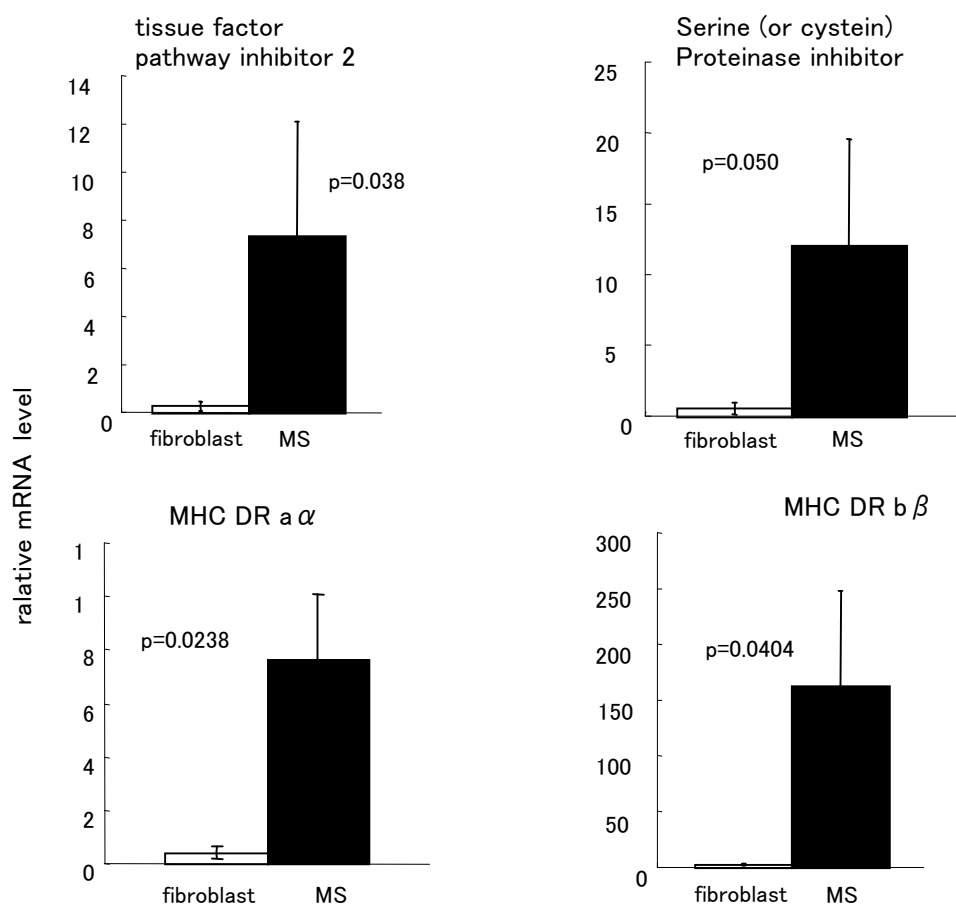 tissue factor
pathway inhibitor 2
14
12
10
8
6
4
2
0
p=0.038
fibroblast MS
Serine (or cystein)
Proteinase inhibitor
25
20
15
10
5
0
p=0.050
fibroblast MS
ralative mRNA level
MHC DR a α
1
1
8
6
4
2
0
p=0.0238
fibroblast MS
MHC DR b β
300
250
200
150
100
50
0
p=0.0404
fibroblast MS